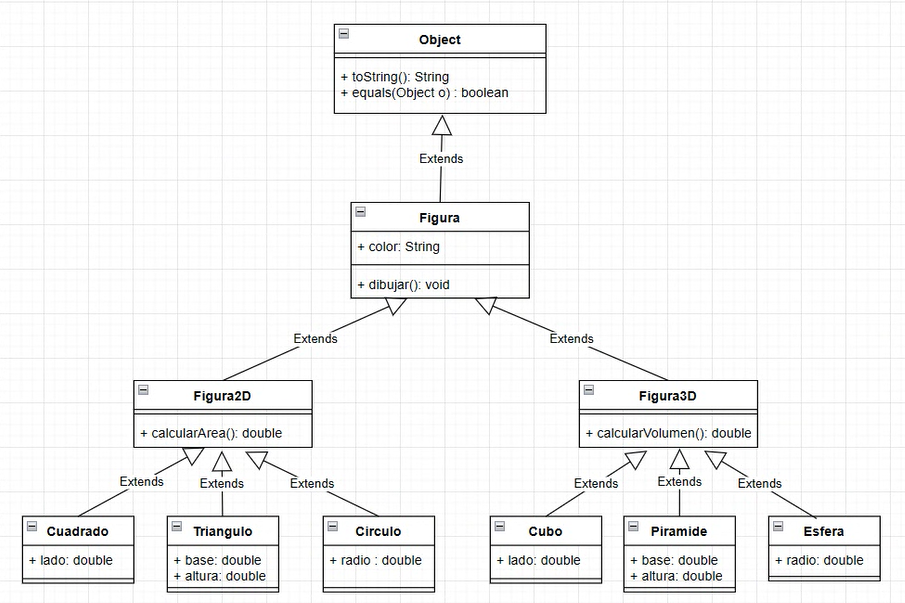 Object
+ toString(): String
+ equals(Object o) : boolean
Extends
Figura
+ color: String
+ dibujar(): void
Extends
Extends
Figura2D
+ calcularArea(): double
Figura3D
+ calcularVolumen(): double
Extends
Extends
Extends
Extends
Extends
Extends
Cuadrado
+ lado: double
Triangulo
+ base: double
+ altura: double
Circulo
+ radio : double
Cubo
+ lado: double
Piramide
+ base: double
+ altura: double
Esfera
+ radio: double